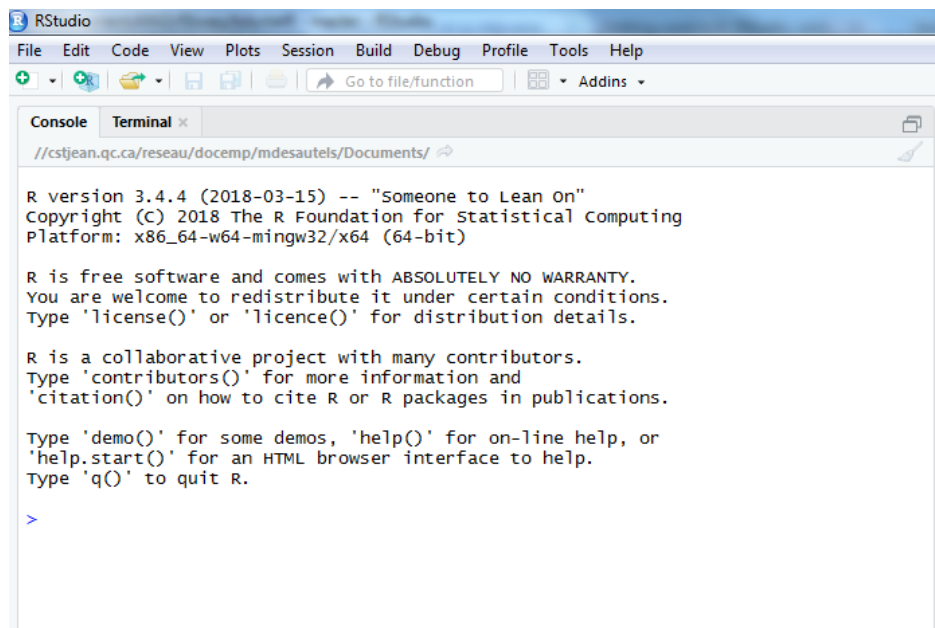 RStudio
File Edit Code View Plots Session Build Debug Profile Tools Help
Go to file/function Addins
Console Terminal
//cstjean.qc.ca/reseau/docemp/mdesautels/Documents/
R version 3.4.4 (2018-03-15) -- "Someone to Lean On"
Copyright (C) 2018 The R Foundation for Statistical Computing
Platform: x86_64-w64-mingw32/x64 (64-bit)
R is free software and comes with ABSOLUTELY NO WARRANTY.
You are welcome to redistribute it under certain conditions.
Type 'license()' or 'licence()' for distribution details.
R is a collaborative project with many contributors.
Type 'contributors()' for more information and
'citation()' on how to cite R or R packages in publications.
Type 'demo()' for some demos, 'help()' for on-line help, or
'help.start()' for an HTML browser interface to help.
Type 'q()' to quit R.
>